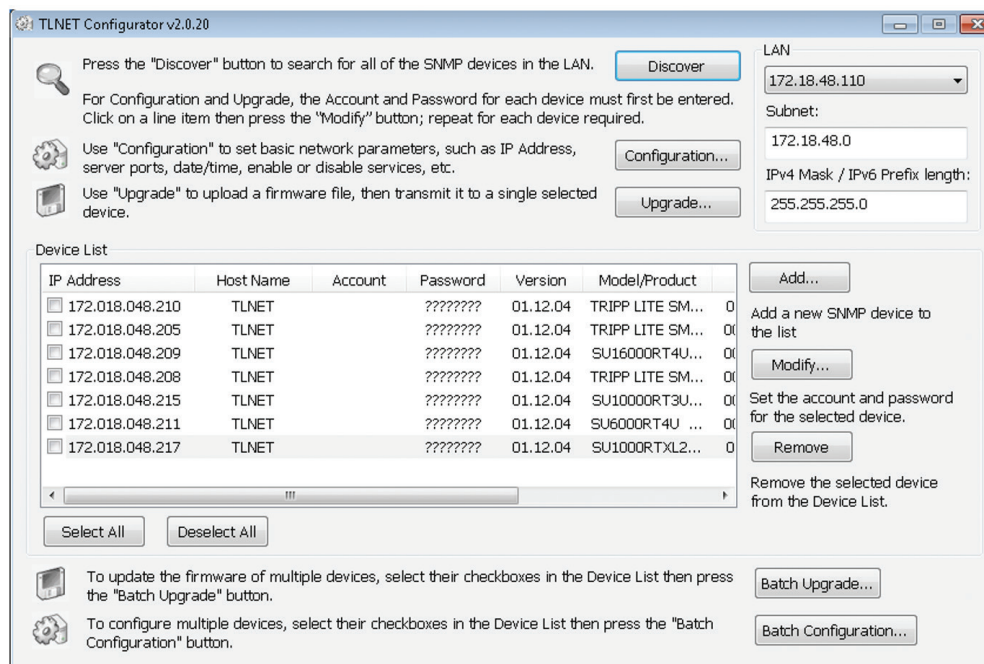 TLNET Configurator v2.0.20
Press the "Discover" button to search for all of the SNMP devices in the LAN.
Discover
For Configuration and Upgrade, the Account and Password for each device must first be entered.
Click on a line item then press the "Modify" button; repeat for each device required.
Use "Configuration" to set basic network parameters, such as IP Address,
server ports, date/time, enable or disable services, etc.
Configuration...
Use "Upgrade" to upload a firmware file, then transmit it to a single selected
device.
Upgrade...
LAN
172.18.48.110
Subnet:
172.18.48.0
IPv4 Mask / IPv6 Prefix length:
255.255.255.0
Device List
IP Address Host Name Account Password Version Model/Product
172.018.048.210 TLNET ???????? 01.12.04 TRIPP LITE SM... 0
172.018.048.205 TLNET ???????? 01.12.04 TRIPP LITE SM... 00
172.018.048.209 TLNET ???????? 01.12.04 SU16000RT4U... 00
172.018.048.208 TLNET ???????? 01.12.04 TRIPP LITE SM... 00
172.018.048.215 TLNET ???????? 01.12.04 SU10000RT3U... 00
172.018.048.211 TLNET ???????? 01.12.04 SU6000RT4U ... 00
172.018.048.217 TLNET ???????? 01.12.04 SU1000RTXL2... 0
Select All
Deselect All
Add...
Add a new SNMP device to
the list
Modify...
Set the account and password
for the selected device.
Remove
Remove the selected device
from the Device List.
To update the firmware of multiple devices, select their checkboxes in the Device List then press
the "Batch Upgrade" button.
Batch Upgrade...
To configure multiple devices, select their checkboxes in the Device List then press the "Batch
Configuration" button.
Batch Configuration...